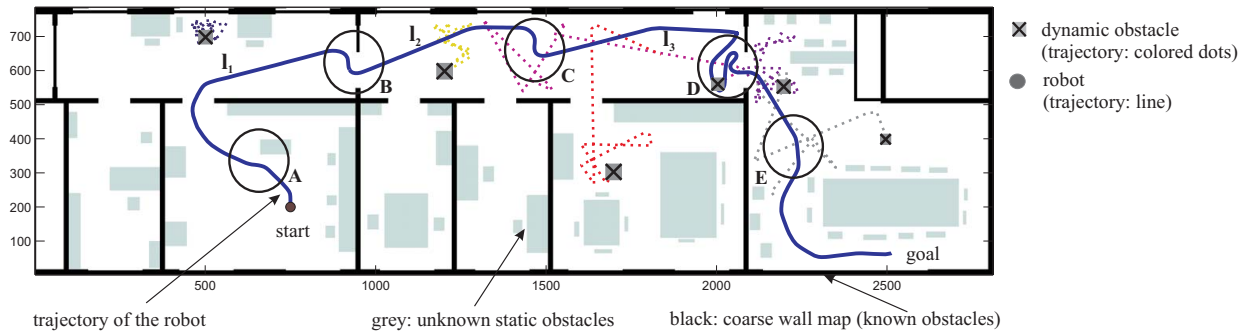 700
600
500
400
300
200
100
500
1000
1500
2000
2500
l1
l2
l3
A
B
C
D
E
start
goal
dynamic obstacle
(trajectory: colored dots)
robot
(trajectory: line)
trajectory of the robot
grey: unknown static obstacles
black: coarse wall map (known obstacles)